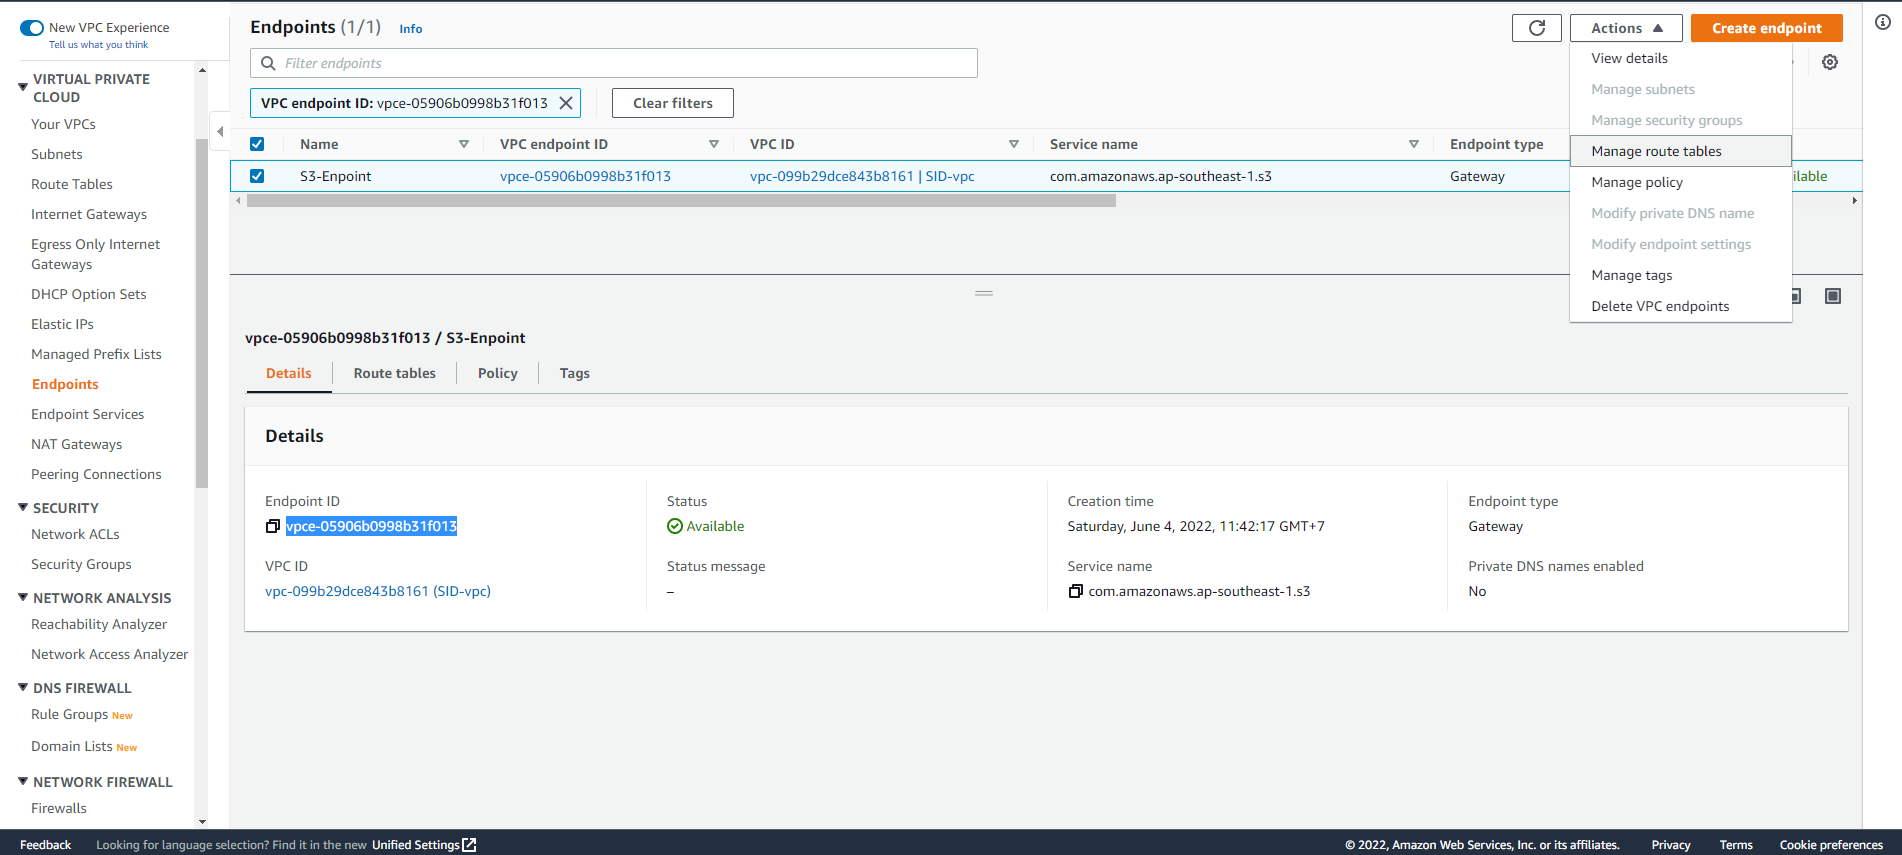 New VPC Experience
Tell us what you think
VIRTUAL PRIVATE
CLOUD
Your VPCs
Subnets
Route Tables
Internet Gateways
Egress Only Internet
Gateways
DHCP Option Sets
Elastic IPs
Managed Prefix Lists
Endpoints
Endpoint Services
NAT Gateways
Peering Connections
SECURITY
Network ACLs
Security Groups
NETWORK ANALYSIS
Reachability Analyzer
Network Access Analyzer
DNS FIREWALL
Rule Groups New
Domain Lists New
NETWORK FIREWALL
Firewalls
Endpoints (1/1) Info
Actions
Create endpoint
Filter endpoints
VPC endpoint ID: vpce-05906b0998b31f013
Clear filters
Name VPC endpoint ID VPC ID Service name Endpoint type
S3-Enpoint vpce-05906b0998b31f013 vpc-099b29dce843b8161 | SID-vpc com.amazonaws.ap-southeast-1.s3 Gateway ilable
View details
Manage subnets
Manage security groups
Manage route tables
Manage policy
Modify private DNS name
Modify endpoint settings
Manage tags
Delete VPC endpoints
vpce-05906b0998b31f013 / S3-Enpoint
Details Route tables Policy Tags
Details
Endpoint ID
vpce-05906b0998b31f013
VPC ID
vpc-099b29dce843b8161 (SID-vpc)
Status
Available
Status message
–
Creation time
Saturday, June 4, 2022, 11:42:17 GMT+7
Service name
com.amazonaws.ap-southeast-1.s3
Endpoint type
Gateway
Private DNS names enabled
No
Feedback Looking for language selection? Find it in the new Unified Settings © 2022, Amazon Web Services, Inc. or its affiliates. Privacy Terms Cookie preferences